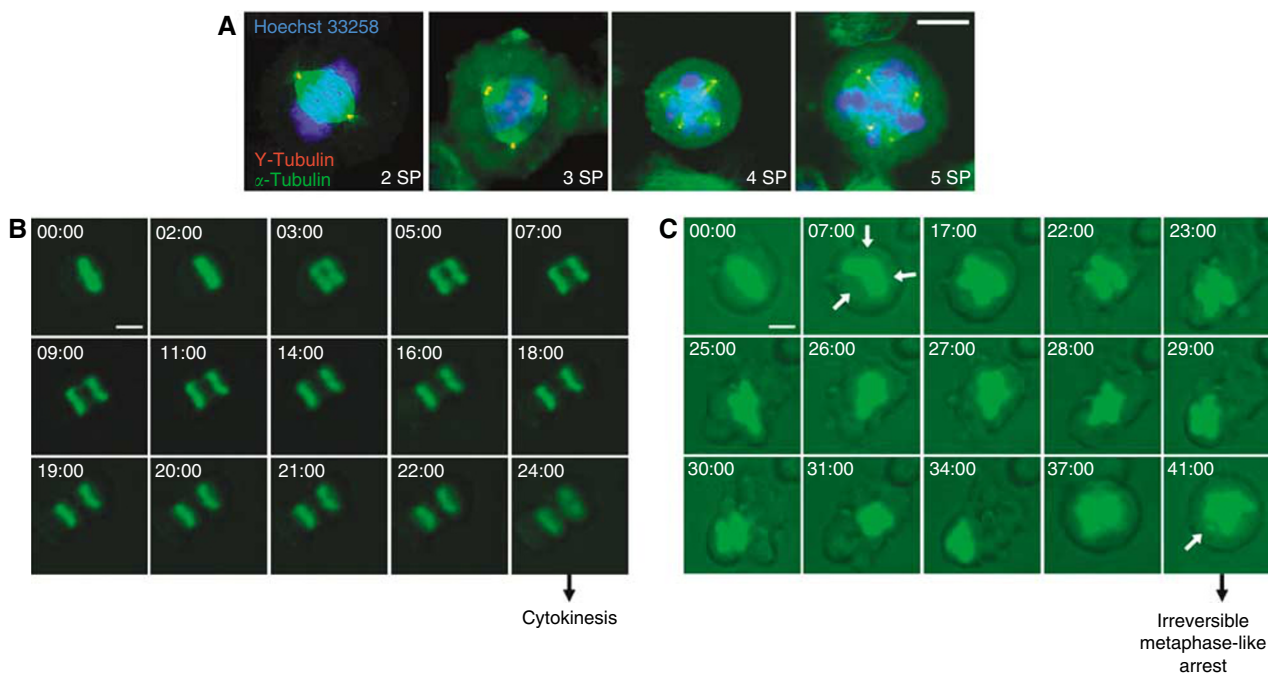 A
Hoechst 33258
Y-Tubulin
α-Tubulin
2 SP
3 SP
4 SP
5 SP
B
00:00
02:00
03:00
05:00
07:00
09:00
11:00
14:00
16:00
18:00
19:00
20:00
21:00
22:00
24:00
Cytokinesis
C
00:00
07:00
17:00
22:00
23:00
25:00
26:00
27:00
28:00
29:00
30:00
31:00
34:00
37:00
41:00
Irreversible
metaphase-like
arrest